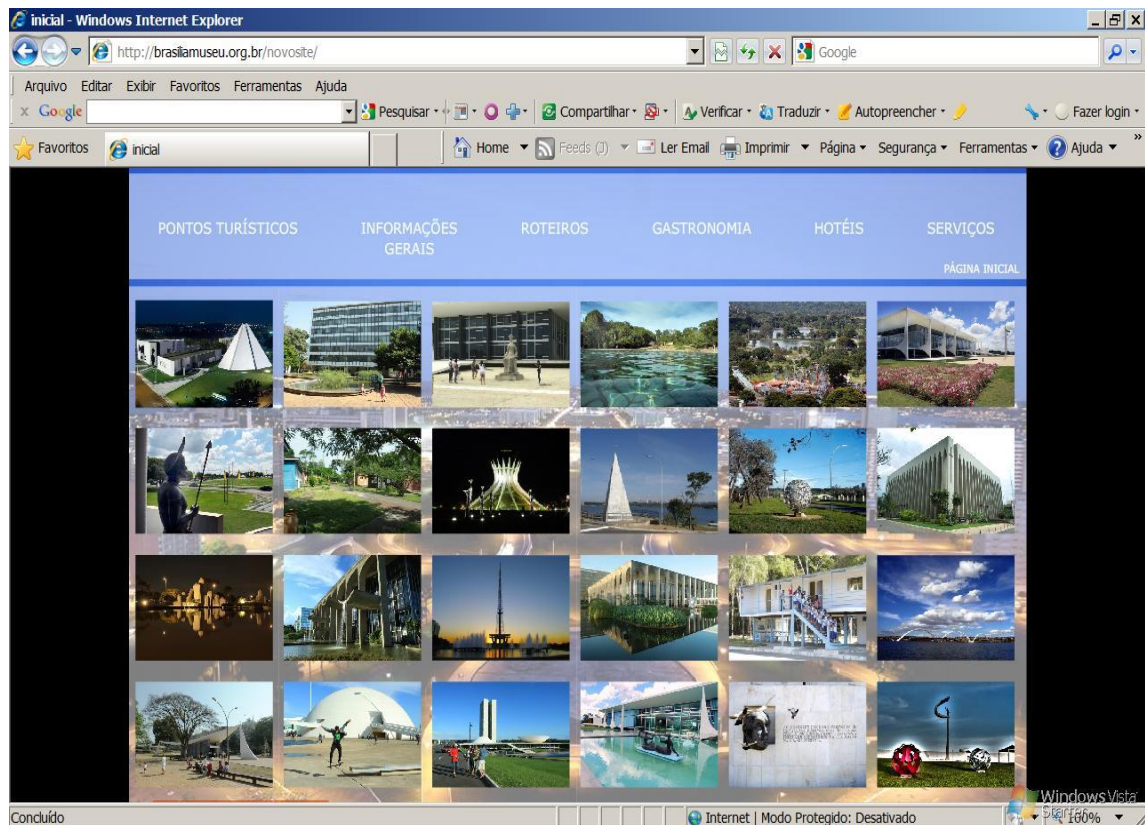 inicial - Windows Internet Explorer
http://brasiliamuseu.org.br/novosite/
Google
Arquivo Editar Exibir Favoritos Ferramentas Ajuda
x Google Pesquisar Compartilhar Verificar Traduzir Autopreencher Fazer login
Favoritos inicial Home Feeds (J) Ler Email Imprimir Página Segurança Ferramentas Ajuda »
PONTOS TURÍSTICOS INFORMAÇÕES GERAIS ROTEIROS GASTRONOMIA HOTÉIS SERVIÇOS
PÁGINA INICIAL
Windows Vista
Concluído Internet | Modo Protegido: Desativado 100%